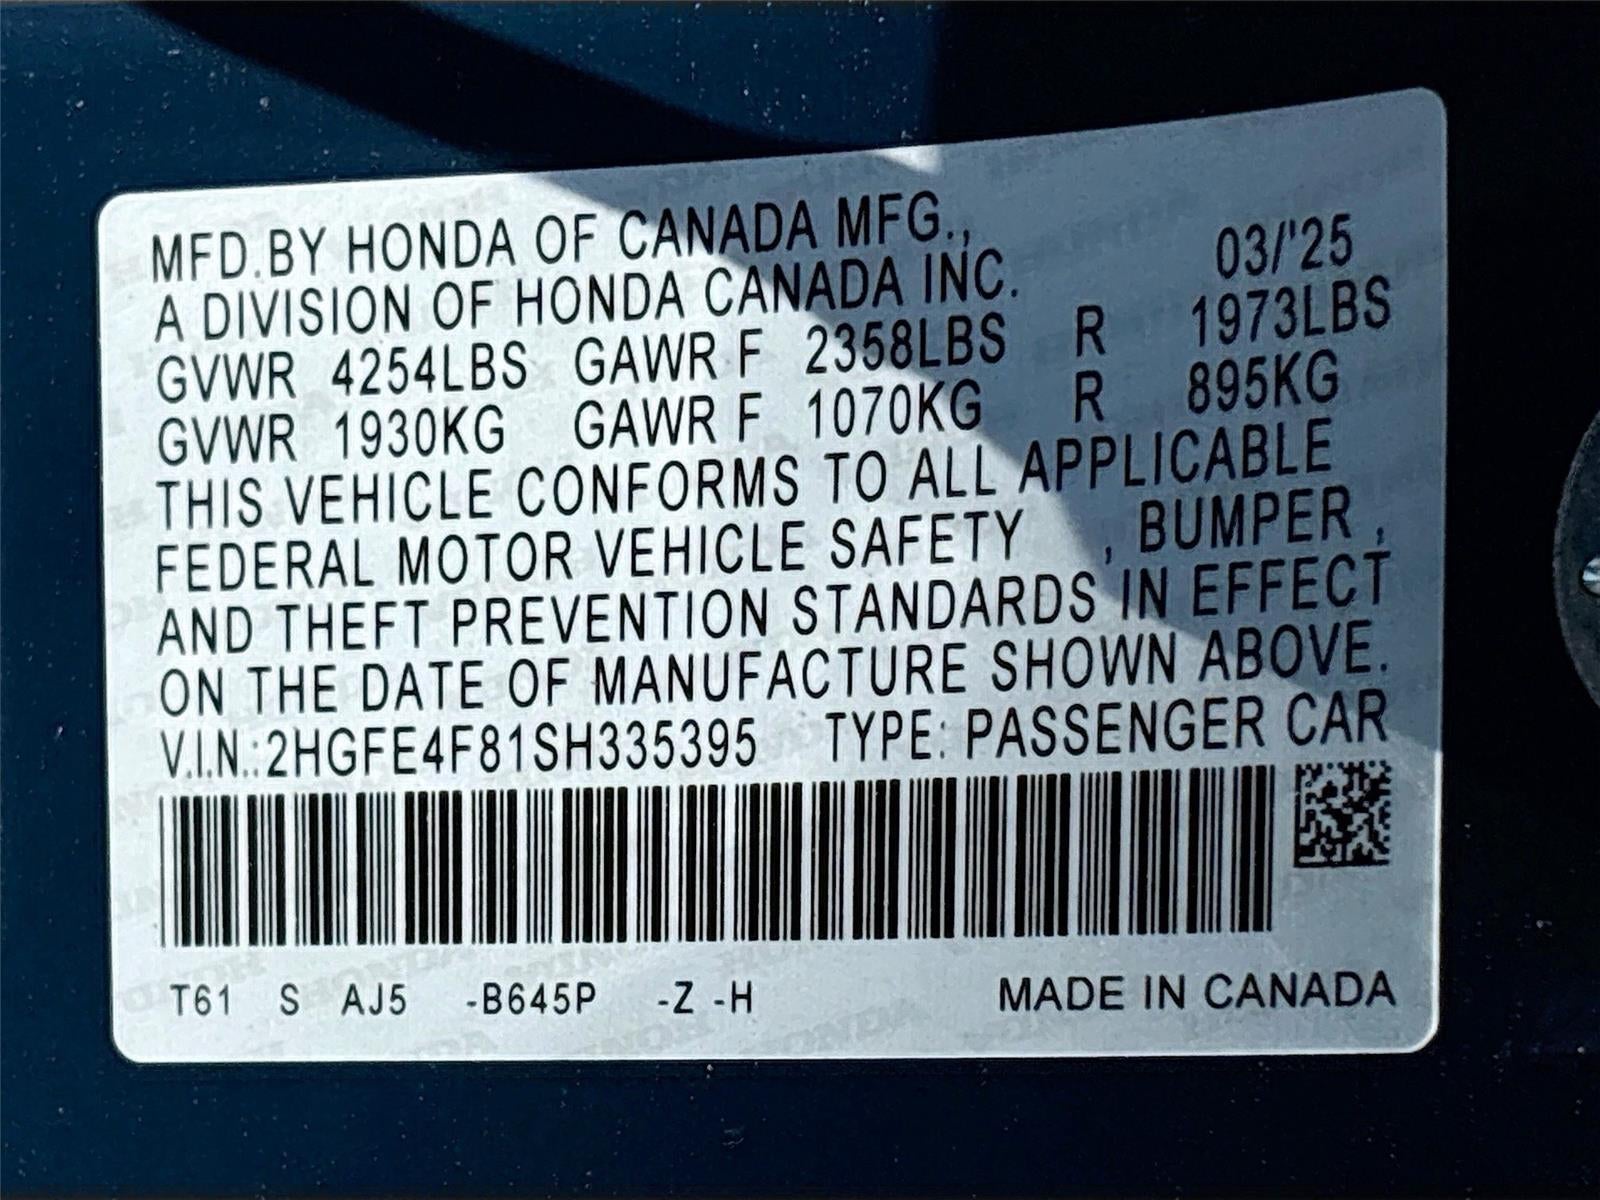 MFD.BY HONDA OF CANADA MFG.,
A DIVISION OF HONDA CANADA INC. 03/'25
GVWR 4254LBS GAWR F 2358LBS R 1973LBS
GVWR 1930KG GAWR F 1070KG R 895KG
THIS VEHICLE CONFORMS TO ALL APPLICABLE
FEDERAL MOTOR VEHICLE SAFETY , BUMPER ,
AND THEFT PREVENTION STANDARDS IN EFFECT
ON THE DATE OF MANUFACTURE SHOWN ABOVE.
V.I.N.:2HGFE4F81SH335395 TYPE: PASSENGER CAR
T61 S AJ5 -B645P -Z -H MADE IN CANADA